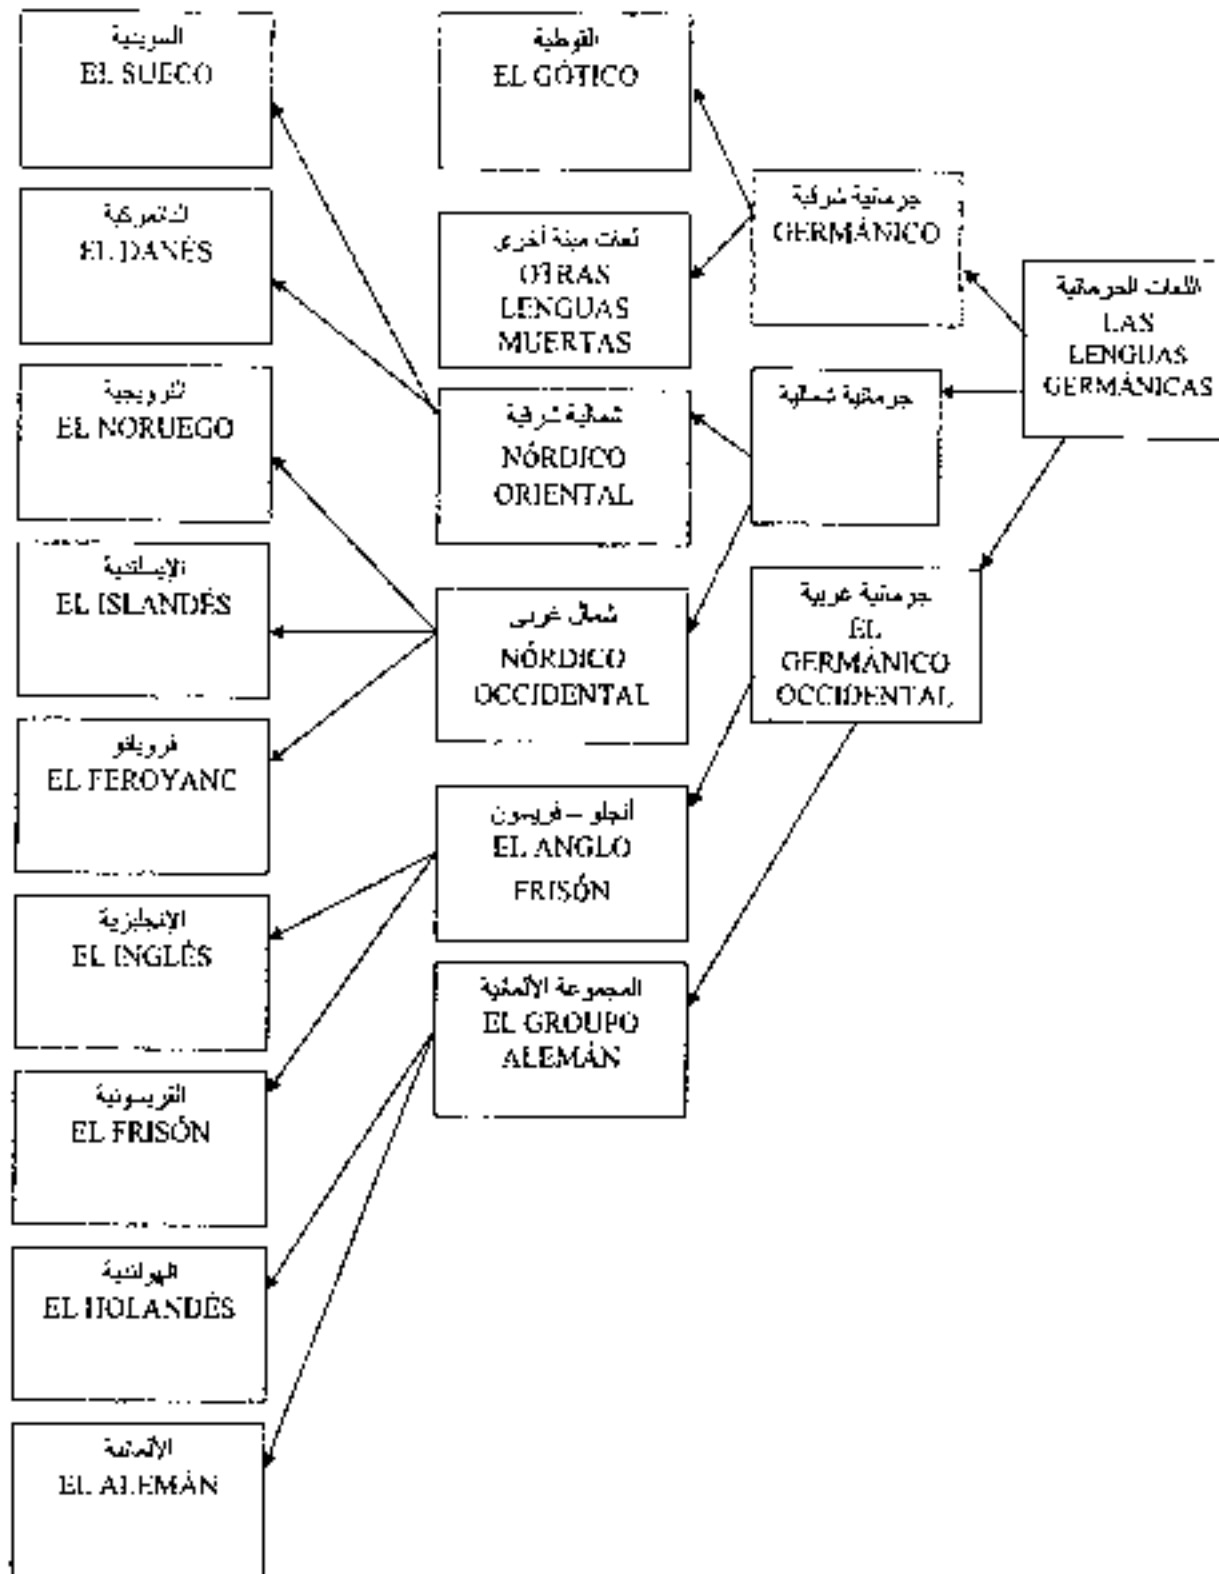 السويدية
EL SUECO
الدانمركية
EL DANÉS
النرويجية
EL NORUEGO
الإيسلندية
EL ISLANDÉS
فرويانو
EL FEROYANO
الإنجليزية
EL INGLÉS
الفريسونية
EL FRISÓN
الهولندية
EL HOLANDÉS
الألمانية
EL ALEMÁN
القوطية
EL GÓTICO
لغات ميتة أخرى
OTRAS
LENGUAS
MUERTAS
شمالية شرقية
NÓRDICO
ORIENTAL
شمال غربى
NÓRDICO
OCCIDENTAL
أنجلو – فريسون
EL ANGLO
FRISÓN
المجموعة الألمانية
EL GROUPO
ALEMÁN
جرمانية شرقية
GERMÁNICO
جرمانية شمالية
جرمانية غربية
EL
GERMÁNICO
OCCIDENTAL
اللغات الجرمانية
LAS
LENGUAS
GERMÁNICAS